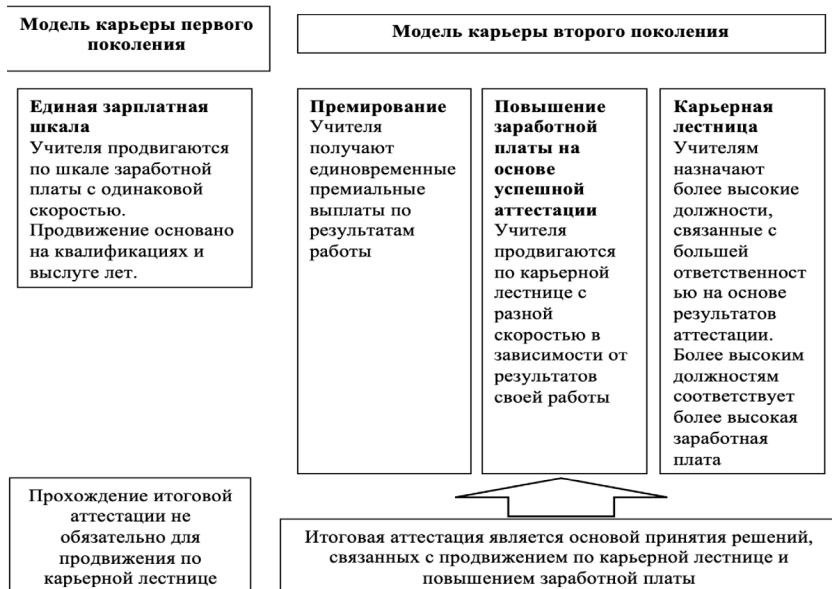 Модель карьеры первого
поколения
Модель карьеры второго поколения
Единая зарплатная
шкала
Учителя продвигаются
по шкале заработной
платы с одинаковой
скоростью.
Продвижение основано
на квалификациях и
выслуге лет.
Премирование
Учителя
получают
единовременные
премиальные
выплаты по
результатам
работы
Повышение
заработной
платы на
основе
успешной
аттестации
Учителя
продвигаются
по карьерной
лестнице с
разной
скоростью в
зависимости от
результатов
своей работы
Карьерная
лестница
Учителям
назначают
более высокие
должности,
связанные с
большей
ответственност
ью на основе
результатов
аттестации.
Более высоким
должностям
соответствует
более высокая
заработная
плата
Прохождение итоговой
аттестации не
обязательно для
продвижения по
карьерной лестнице
Итоговая аттестация является основой принятия решений,
связанных с продвижением по карьерной лестнице и
повышением заработной платы